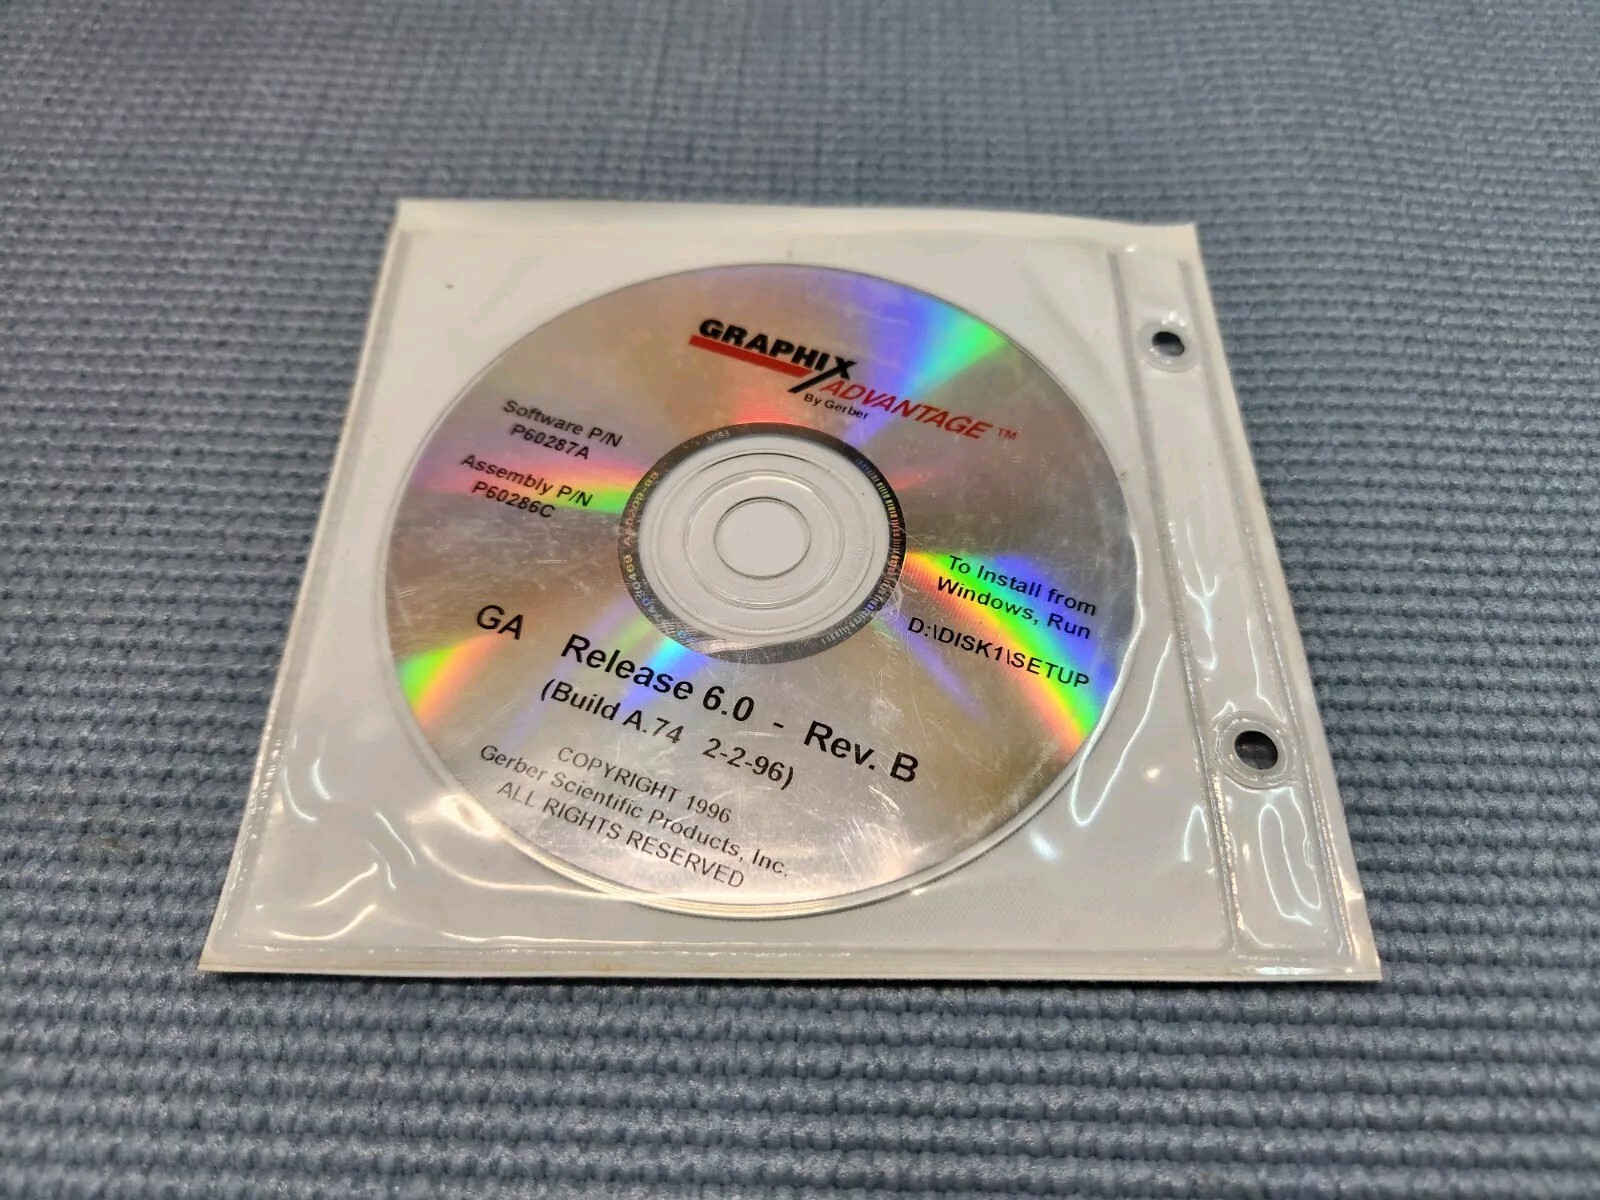 GRAPHIX
ADVANTAGE™
By Gerber
Software P/N
P60287A
Assembly P/N
P60286C
To Install from
Windows, Run
D:\DISK1\SETUP
GA Release 6.0 - Rev. B
(Build A.74 2-2-96)
COPYRIGHT 1996
Gerber Scientific Products, Inc.
ALL RIGHTS RESERVED